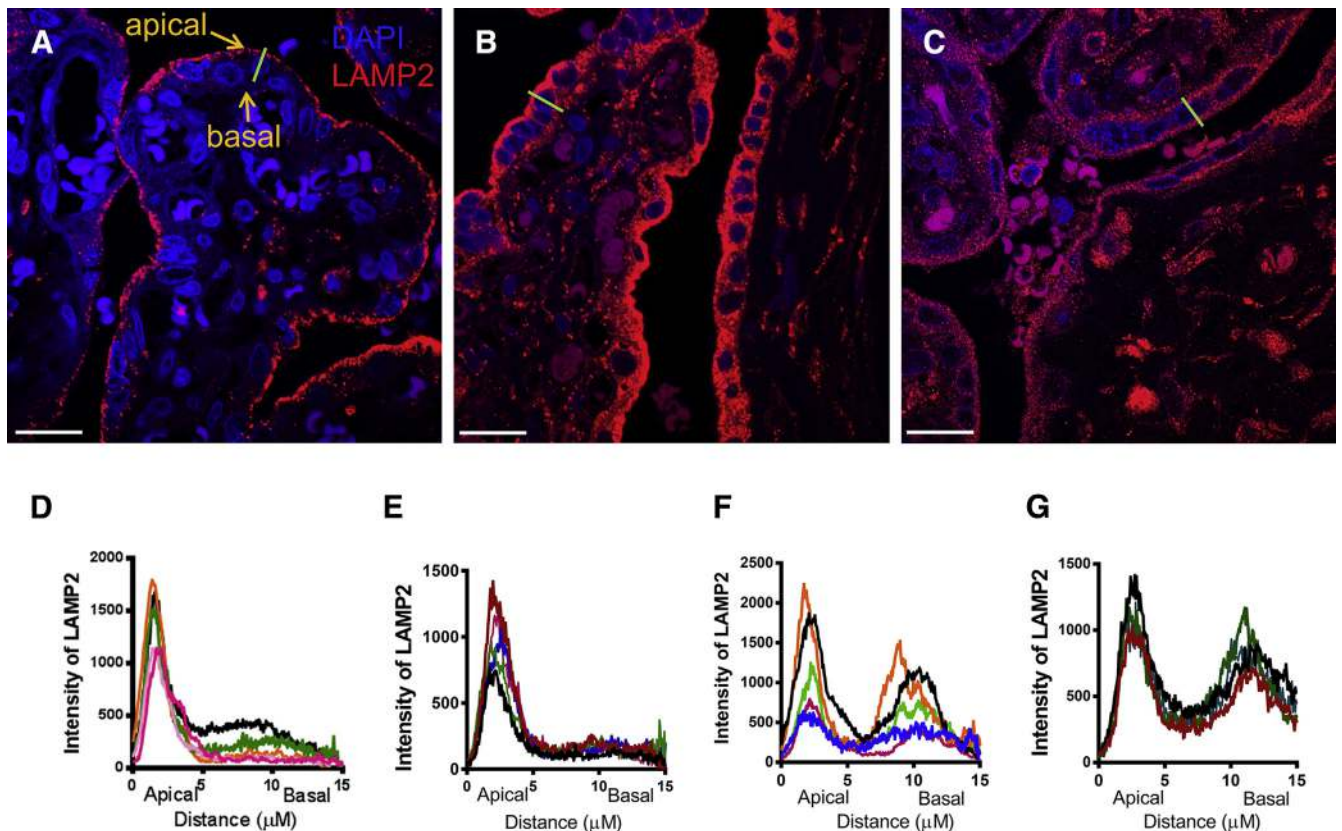 A
apical
DAPI
LAMP2
basal
B
C
D
Intensity of LAMP2
2000
1500
1000
500
0
0 5 10 15
Apical Basal
Distance (μM)
E
Intensity of LAMP2
1500
1000
500
0
0 5 10 15
Apical Basal
Distance (μM)
F
Intensity of LAMP2
2500
2000
1500
1000
500
0
0 5 10 15
Apical Basal
Distance (μM)
G
Intensity of LAMP2
1500
1000
500
0
0 5 10 15
Apical Basal
Distance (μM)